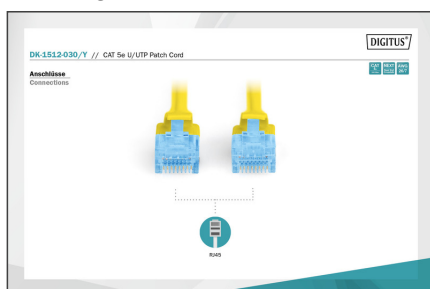 DIGITUS®
DK-1512-030/Y // CAT 5e U/UTP Patch Cord
Anschlüsse
Connections
RJ45